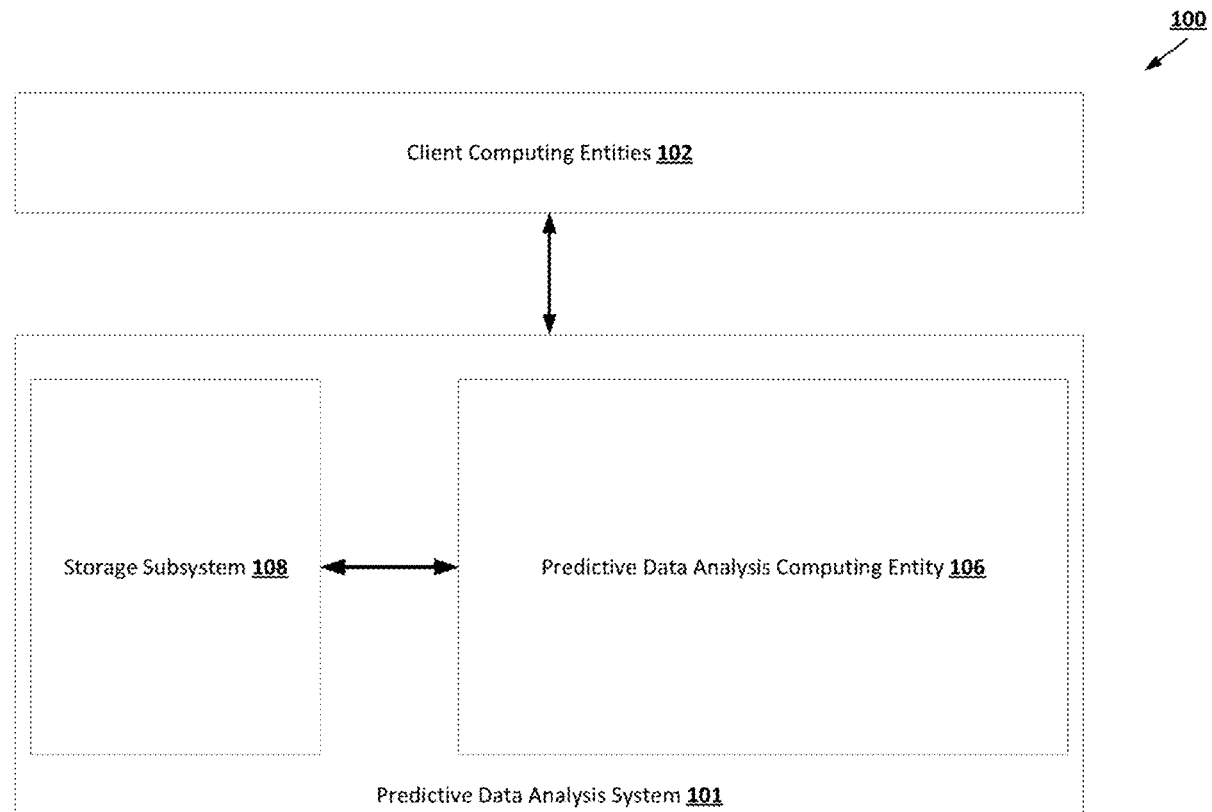 100
Client Computing Entities 102
Storage Subsystem 108
Predictive Data Analysis Computing Entity 106
Predictive Data Analysis System 101